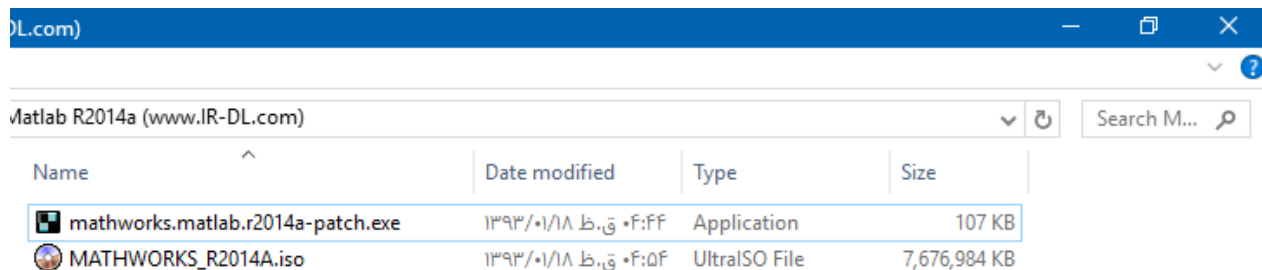 DL.com)
Matlab R2014a (www.IR-DL.com)
Search M...
Name Date modified Type Size
mathworks.matlab.r2014a-patch.exe ۰۴:۴۴ ق.ظ ۱۳۹۳/۰۱/۱۸ Application 107 KB
MATHWORKS_R2014A.iso ۰۴:۵۴ ق.ظ ۱۳۹۳/۰۱/۱۸ UltraISO File 7,676,984 KB